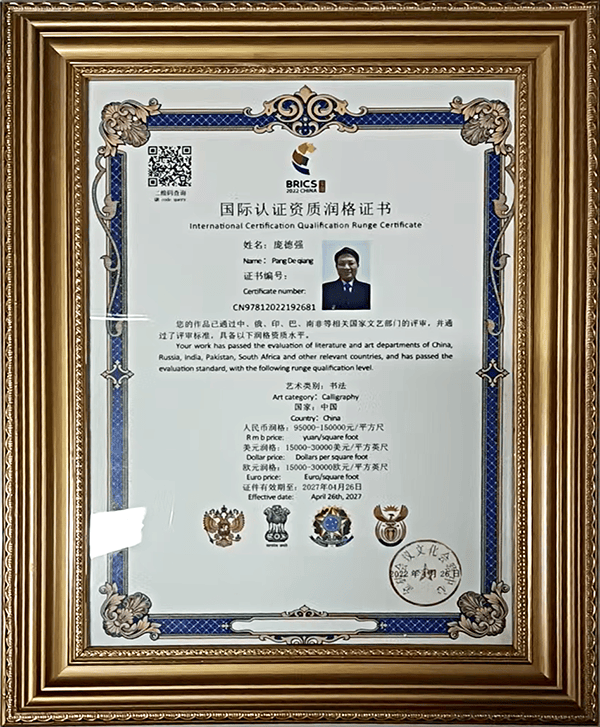 二维码查询
QR code query
BRICS
2022 CHINA
国际认证资质润格证书
International Certification Qualification Runge Certificate
姓名：庞德强
Name： Pang De qiang
证书编号：
Certificate number:
CN97812022192681
您的作品已通过中、俄、印、巴、南非等相关国家文艺部门的评审，并通
过了评审标准，具备以下润格资质水平。
Your work has passed the evaluation of literature and art departments of China,
Russia, India, Pakistan, South Africa and other relevant countries, and has passed the
evaluation standard, with the following runge qualification level.
艺术类别：书法
Art category： Calligraphy
国家：中国
Country： China
人民币润格：95000-150000元/平方尺
R m b price: yuan/square foot
美元润格：15000-30000美元/平方英尺
Dollar price: Dollars per square foot
欧元润格：15000-30000欧元/平方英尺
Euro price: Euro/square foot
证件有效期至：2027年04月26日
Effective date: April 26th, 2027